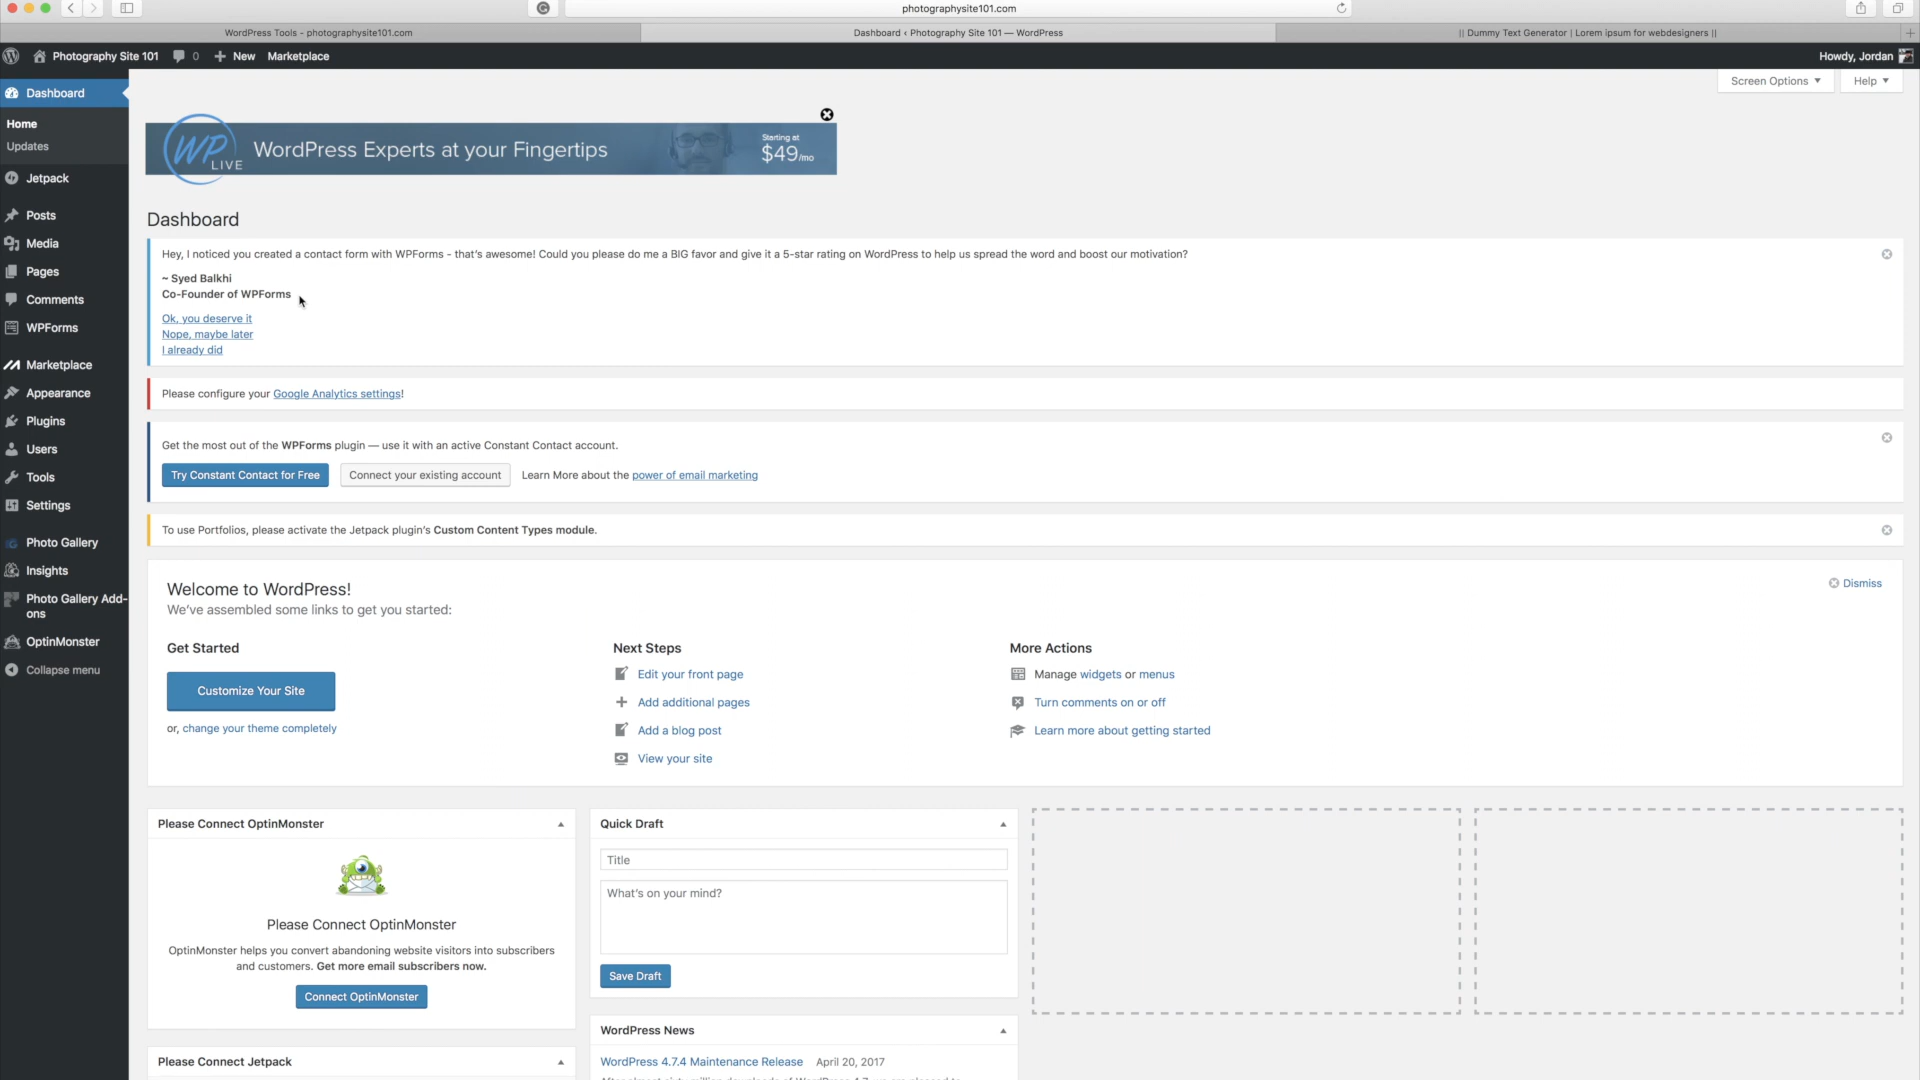 photographysite101.com
WordPress Tools - photographysite101.com
Dashboard ‹ Photography Site 101 — WordPress
|| Dummy Text Generator | Lorem ipsum for webdesigners ||
Photography Site 101
0
New
Marketplace
Howdy, Jordan
Screen Options
Help
Dashboard
Home
Updates
Jetpack
Posts
Media
Pages
Comments
WPForms
Marketplace
Appearance
Plugins
Users
Tools
Settings
Photo Gallery
Insights
Photo Gallery Add-
ons
OptinMonster
Collapse menu
WP
LIVE
WordPress Experts at your Fingertips
Starting at
$49/mo
Dashboard
Hey, I noticed you created a contact form with WPForms - that's awesome! Could you please do me a BIG favor and give it a 5-star rating on WordPress to help us spread the word and boost our motivation?
~ Syed Balkhi
Co-Founder of WPForms
Ok, you deserve it
Nope, maybe later
I already did
Please configure your Google Analytics settings!
Get the most out of the WPForms plugin — use it with an active Constant Contact account.
Try Constant Contact for Free
Connect your existing account
Learn More about the power of email marketing
To use Portfolios, please activate the Jetpack plugin's Custom Content Types module.
Welcome to WordPress!
We've assembled some links to get you started:
Dismiss
Get Started
Customize Your Site
or, change your theme completely
Next Steps
Edit your front page
Add additional pages
Add a blog post
View your site
More Actions
Manage widgets or menus
Turn comments on or off
Learn more about getting started
Please Connect OptinMonster
Please Connect OptinMonster
OptinMonster helps you convert abandoning website visitors into subscribers
and customers. Get more email subscribers now.
Connect OptinMonster
Please Connect Jetpack
Quick Draft
Title
What's on your mind?
Save Draft
WordPress News
WordPress 4.7.4 Maintenance Release April 20, 2017